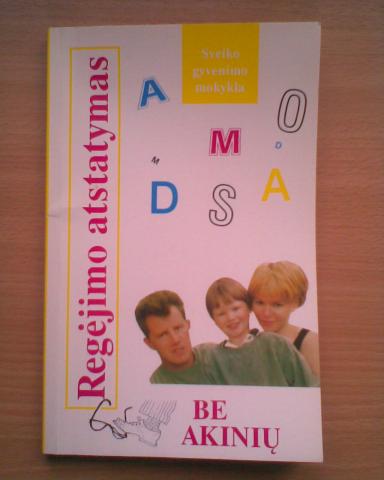 Sveiko
gyvenimo
mokykla
Regėjimo atstatymas
A
O
M
D
M
D
S
A
BE
AKINIŲ